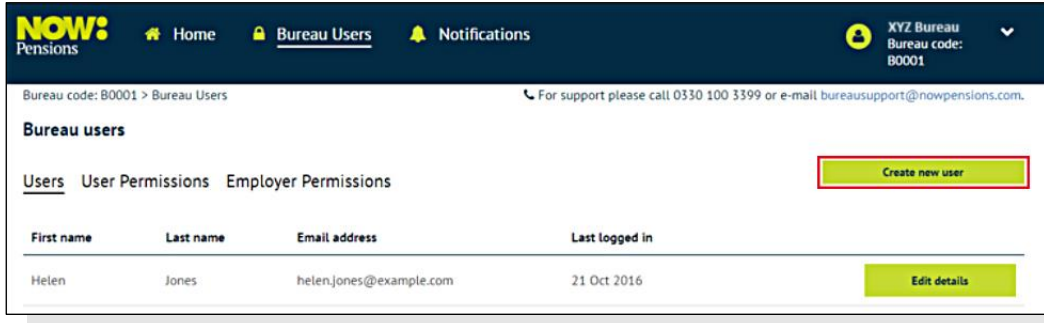 NOW:
Pensions
Home
Bureau Users
Notifications
XYZ Bureau
Bureau code:
B0001
Bureau code: B0001 > Bureau Users
For support please call 0330 100 3399 or e-mail bureausupport@nowpensions.com.
Bureau users
Users User Permissions Employer Permissions
Create new user
First name Last name Email address Last logged in
Helen Jones helen.jones@example.com 21 Oct 2016 Edit details